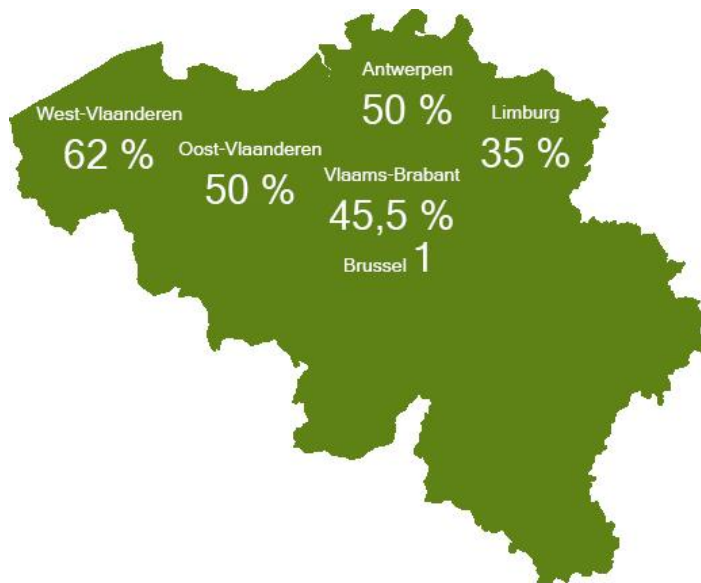 Antwerpen
50 %
West-Vlaanderen
62 %
Limburg
35 %
Oost-Vlaanderen
50 %
Vlaams-Brabant
45,5 %
Brussel 1